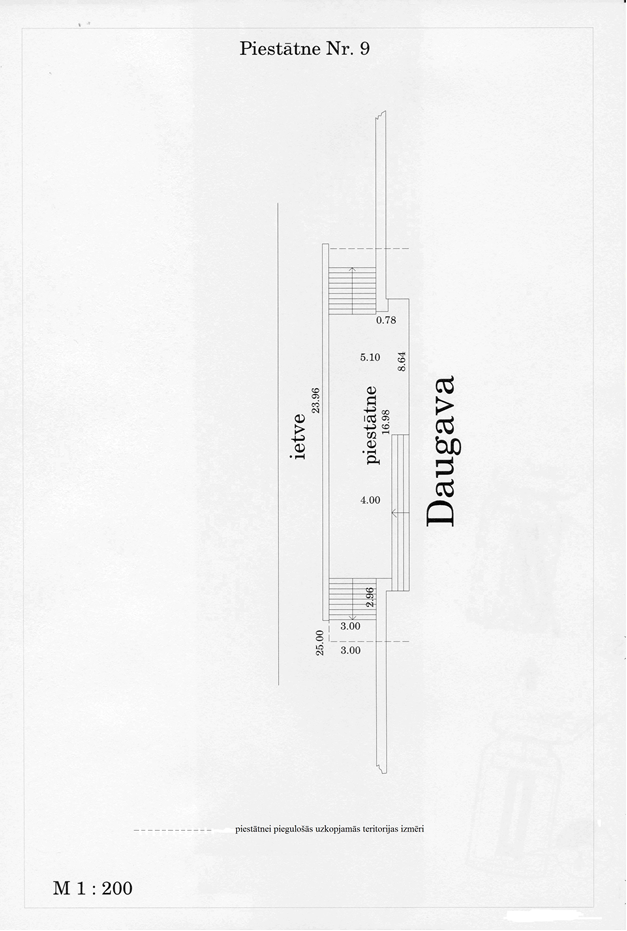 Piestātne Nr. 9
0.78
5.10
8.64
23.96
ietve
piestātne
16.98
Daugava
4.00
2.96
3.00
25.00
3.00
piestātnei piegulošās uzkopjamās teritorijas izmēri
M 1 : 200